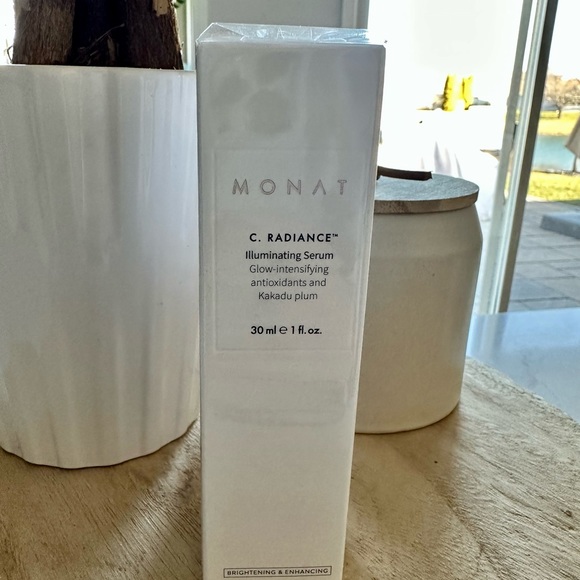 MONAT
C. RADIANCE™
Illuminating Serum
Glow-intensifying
antioxidants and
Kakadu plum
30 ml ℮ 1 fl. oz.
BRIGHTENING & ENHANCING